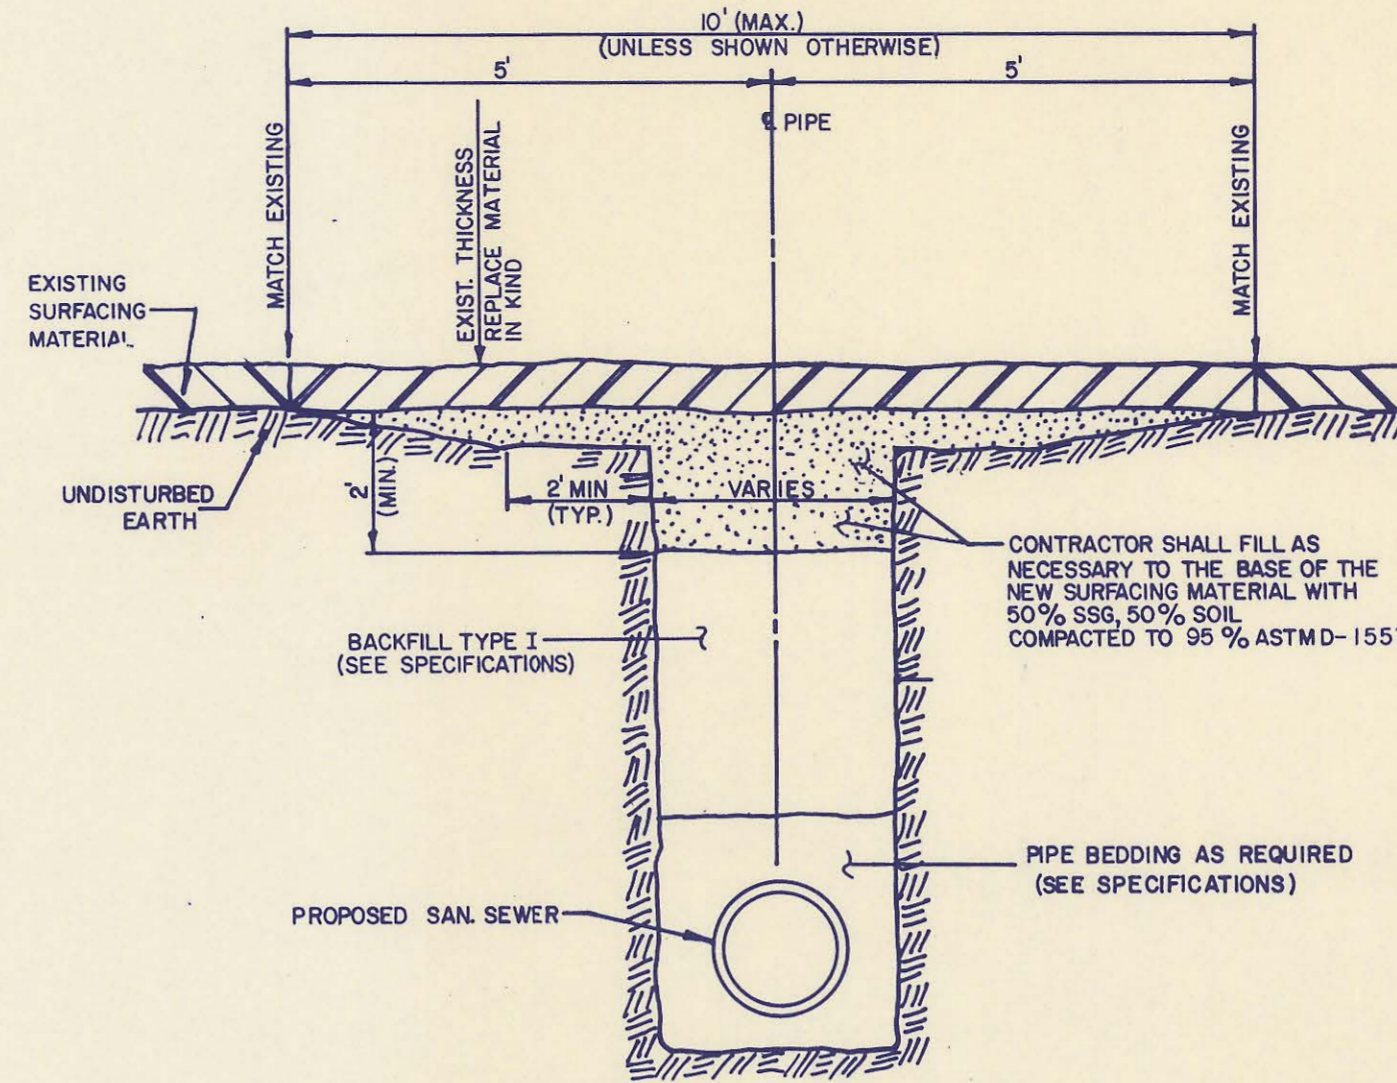 10' (MAX.)
(UNLESS SHOWN OTHERWISE)
5'
5'
℄ PIPE
MATCH EXISTING
EXIST. THICKNESS
REPLACE MATERIAL
IN KIND
MATCH EXISTING
EXISTING
SURFACING
MATERIAL
UNDISTURBED
EARTH
2'
(MIN.)
2' MIN
(TYP.)
VARIES
CONTRACTOR SHALL FILL AS
NECESSARY TO THE BASE OF THE
NEW SURFACING MATERIAL WITH
50% SSG, 50% SOIL
COMPACTED TO 95 % ASTM D-155
BACKFILL TYPE I
(SEE SPECIFICATIONS)
PIPE BEDDING AS REQUIRED
(SEE SPECIFICATIONS)
PROPOSED SAN. SEWER